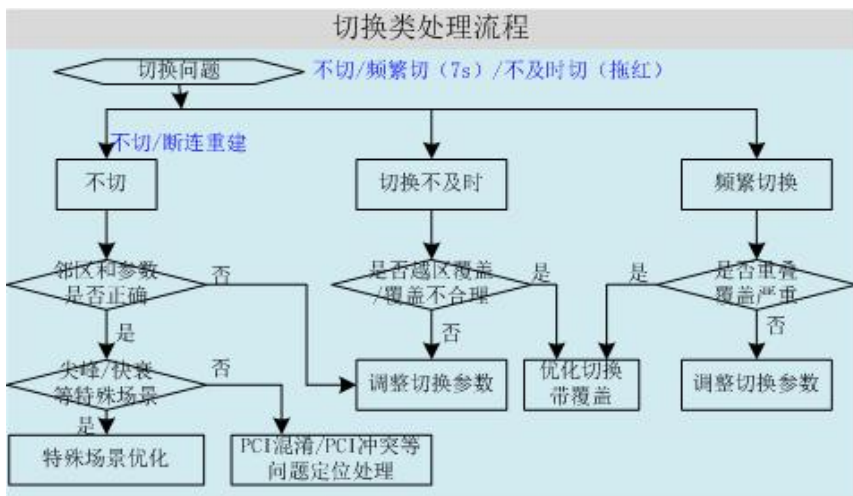 切换类处理流程
切换问题
不切/频繁切（7s）/不及时切（拖红）
不切/断连重建
不切
切换不及时
频繁切换
邻区和参数
是否正确
否
是否越区覆盖
/覆盖不合理
是
是
是否重叠
覆盖严重
是
否
否
尖峰/快衰
等特殊场景
否
调整切换参数
优化切换
带覆盖
调整切换参数
是
特殊场景优化
PCI混淆/PCI冲突等
问题定位处理